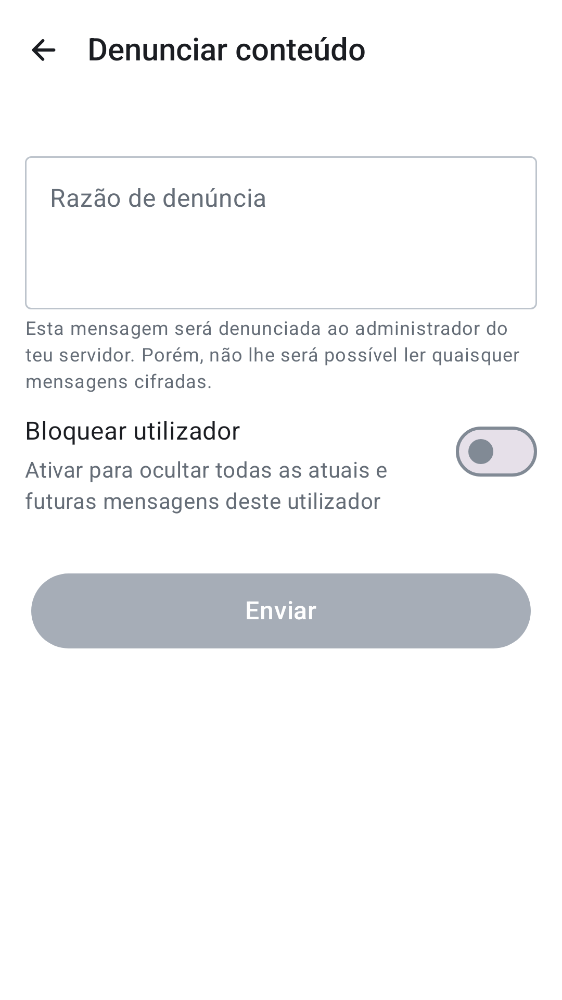 Denunciar conteúdo
Razão de denúncia
Esta mensagem será denunciada ao administrador do
teu servidor. Porém, não lhe será possível ler quaisquer
mensagens cifradas.
Bloquear utilizador
Ativar para ocultar todas as atuais e
futuras mensagens deste utilizador
Enviar